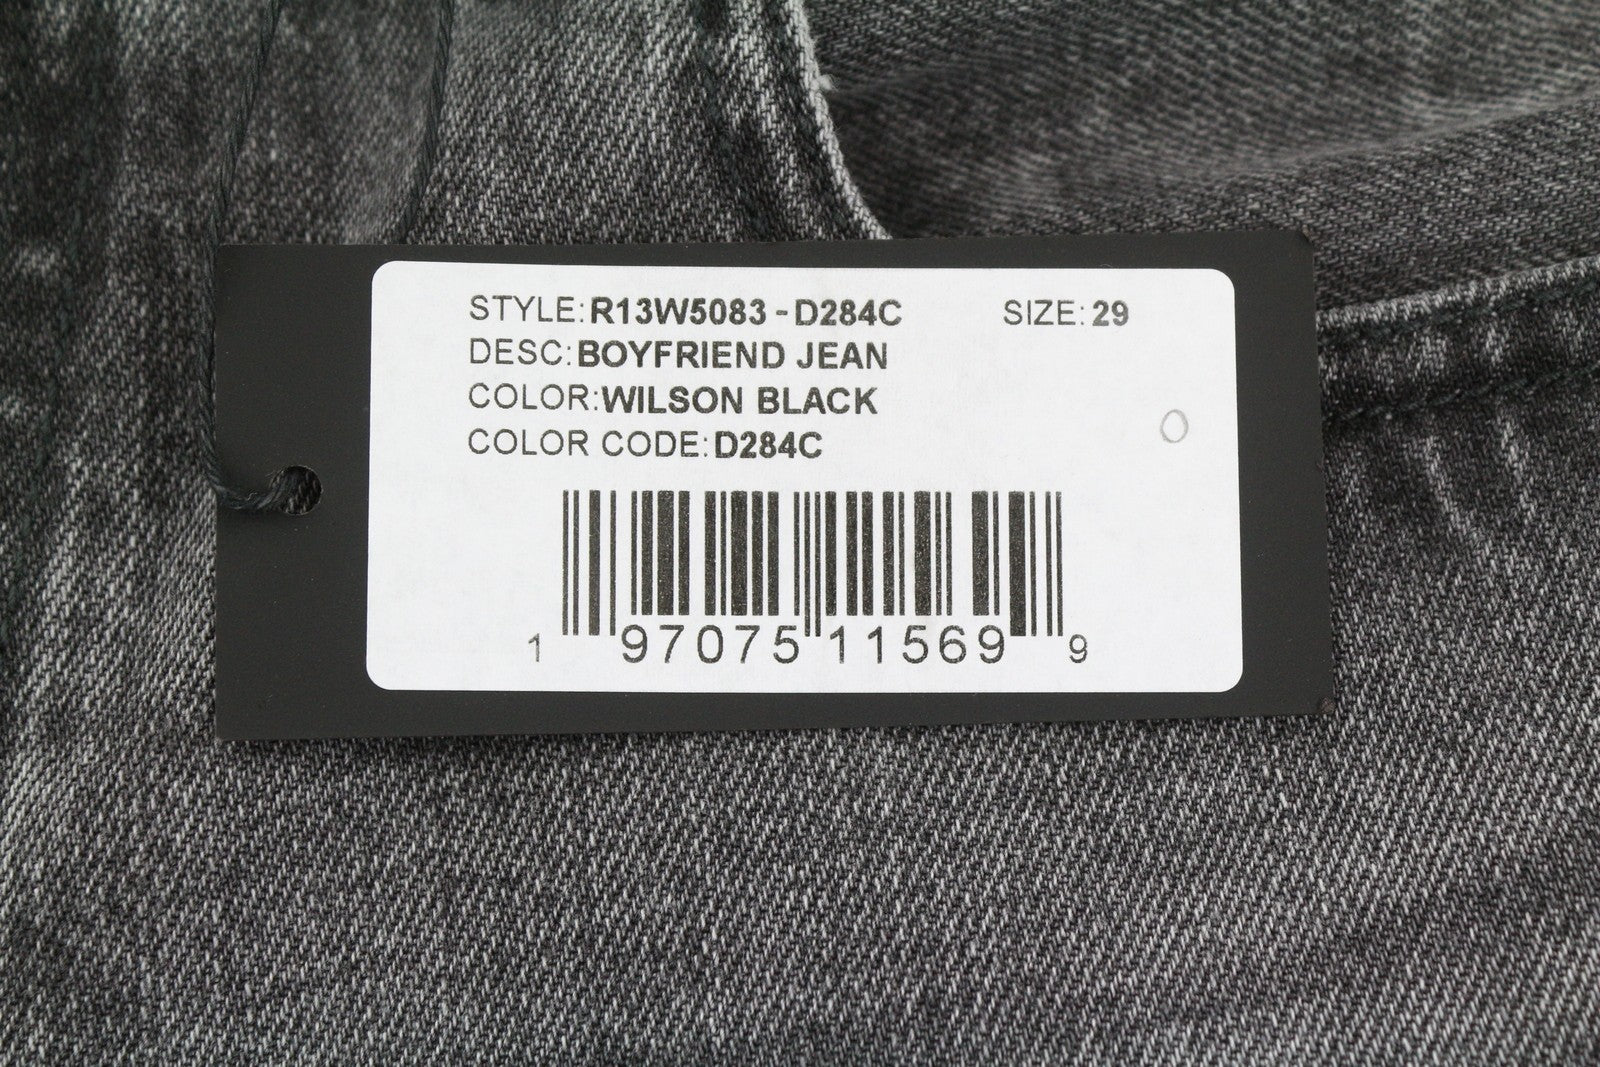 STYLE: R13W5083 - D284C SIZE: 29
DESC: BOYFRIEND JEAN
COLOR: WILSON BLACK
COLOR CODE: D284C
O
1 97075 11569 9